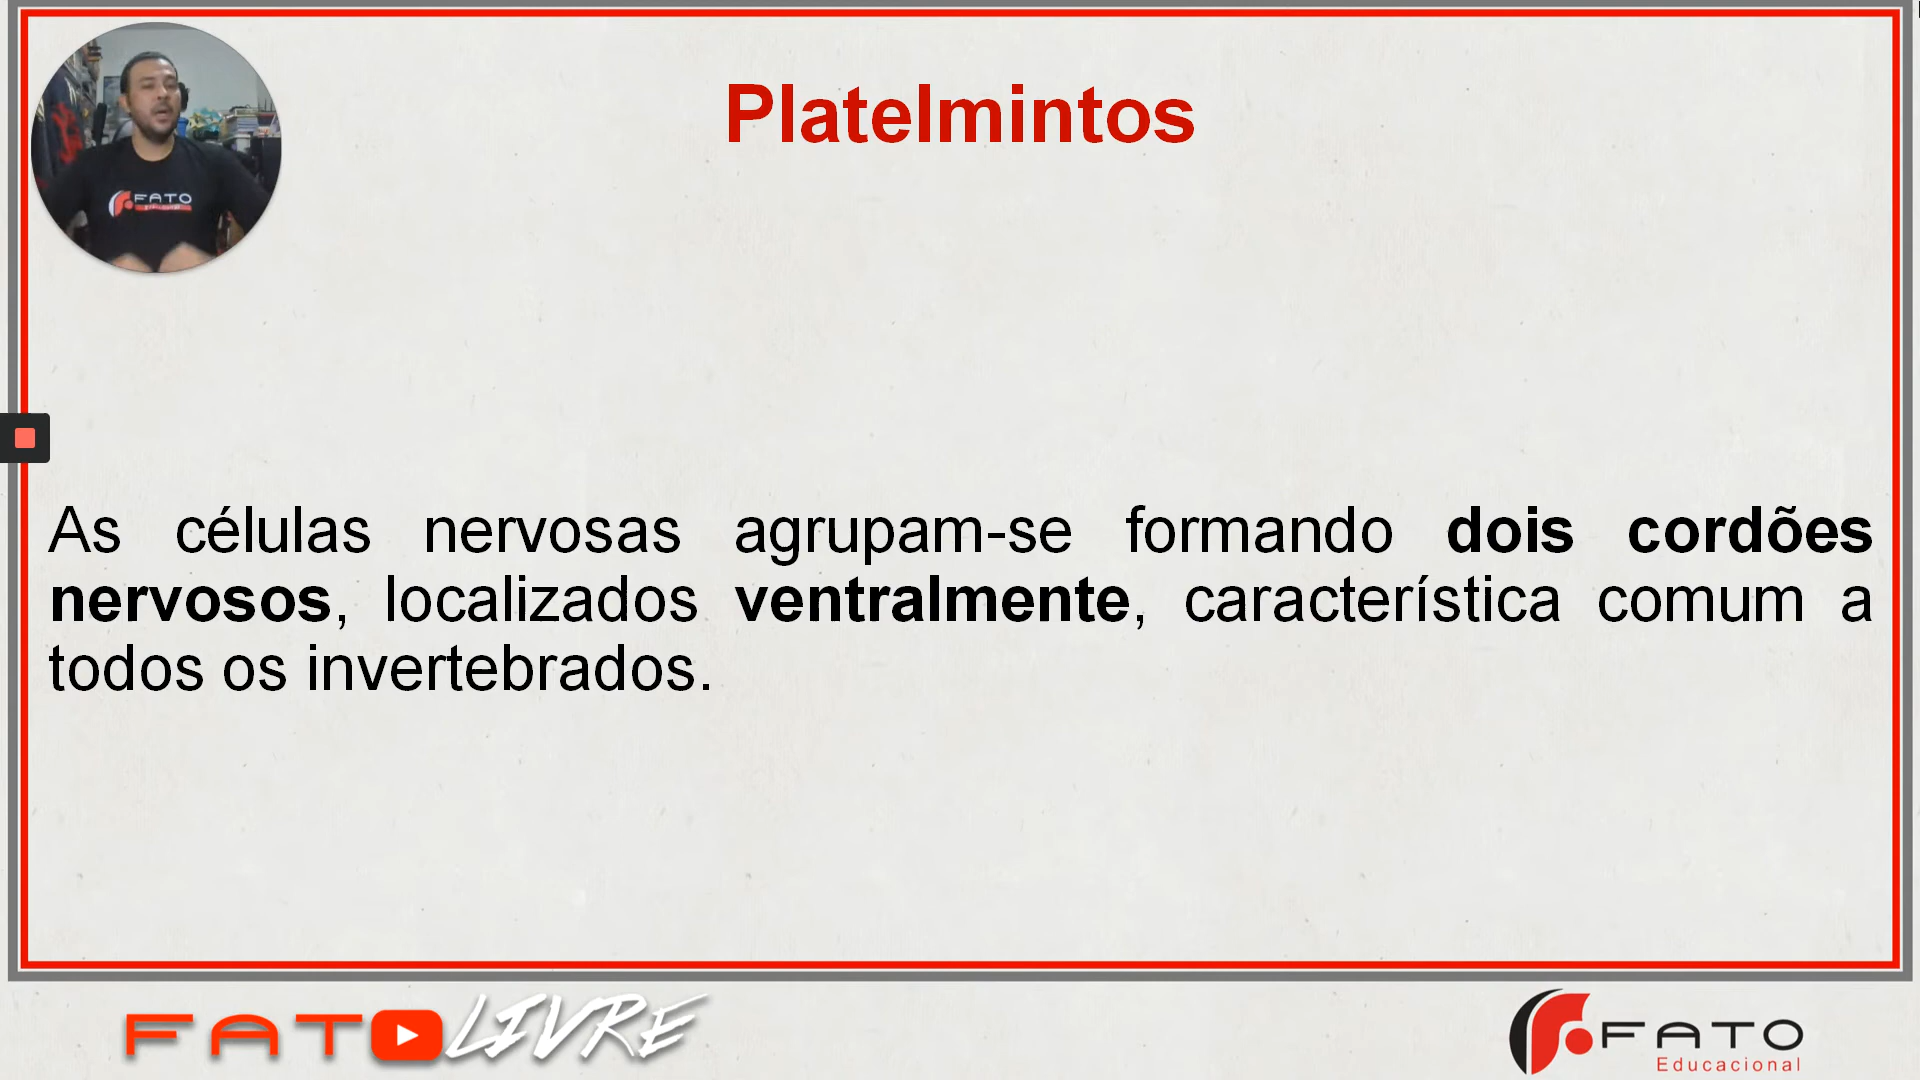 Platelmintos
FATO
As células nervosas agrupam-se formando dois cordões
nervosos, localizados ventralmente, característica comum a
todos os invertebrados.
FAT LIVRE
FATO
Educacional